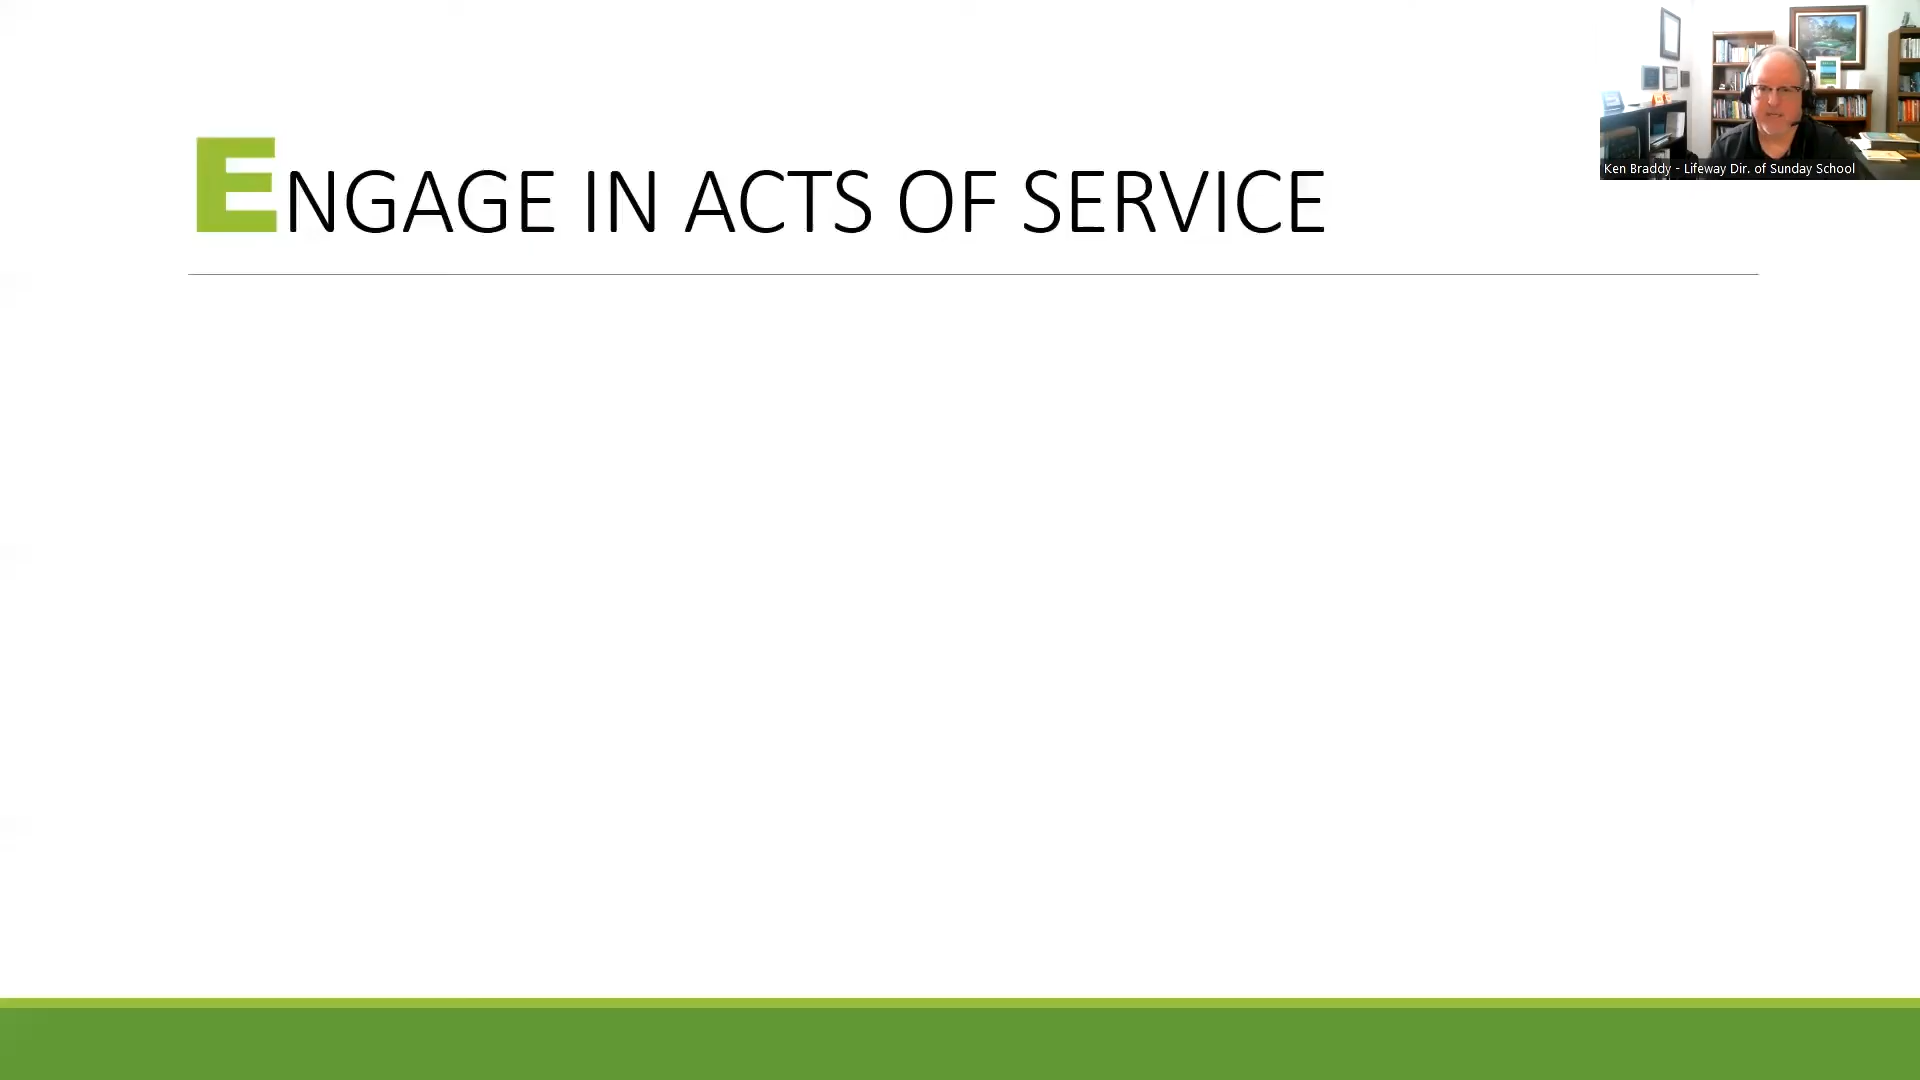 ENGAGE IN ACTS OF SERVICE
Ken Braddy - Lifeway Dir. of Sunday School